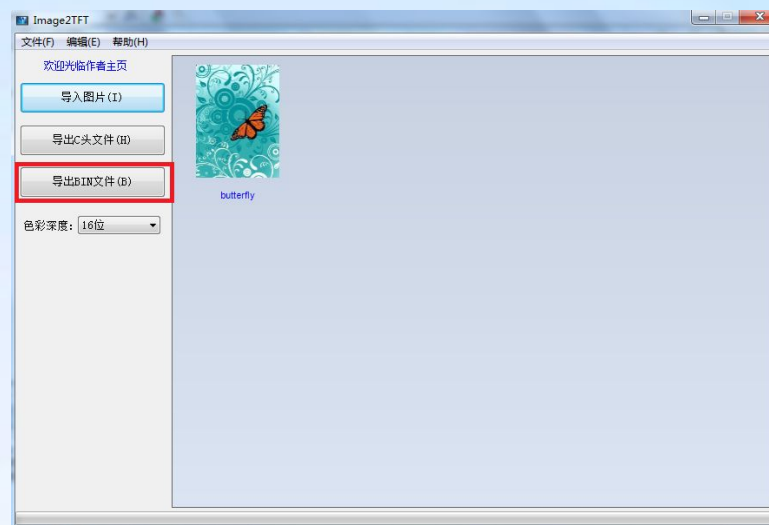 Image2TFT
文件(F) 编辑(E) 帮助(H)
欢迎光临作者主页
导入图片(I)
导出C头文件(H)
导出BIN文件(B)
色彩深度: 16位
butterfly